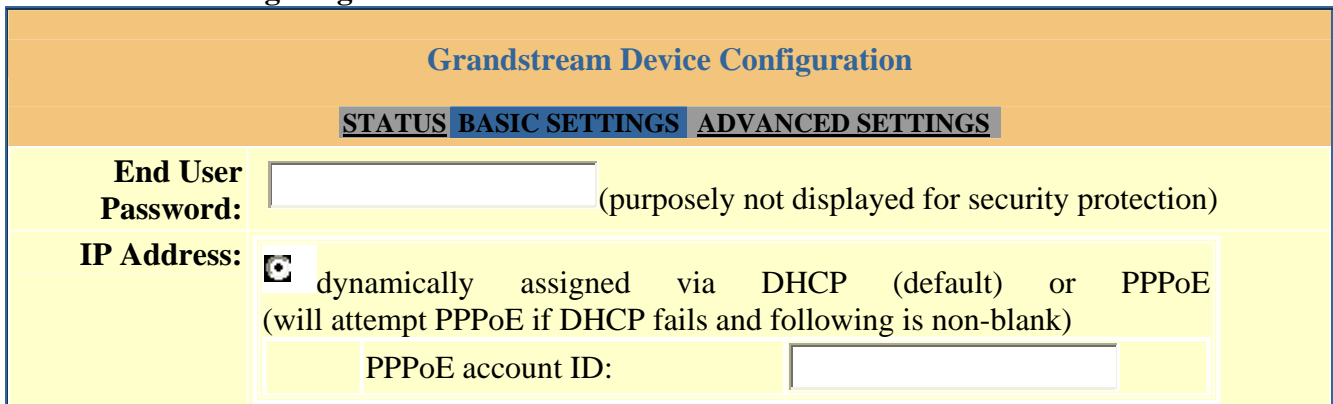 Grandstream Device Configuration
STATUS BASIC SETTINGS ADVANCED SETTINGS
End User
Password:
(purposely not displayed for security protection)
IP Address:
dynamically assigned via DHCP (default) or PPPoE
(will attempt PPPoE if DHCP fails and following is non-blank)
PPPoE account ID: